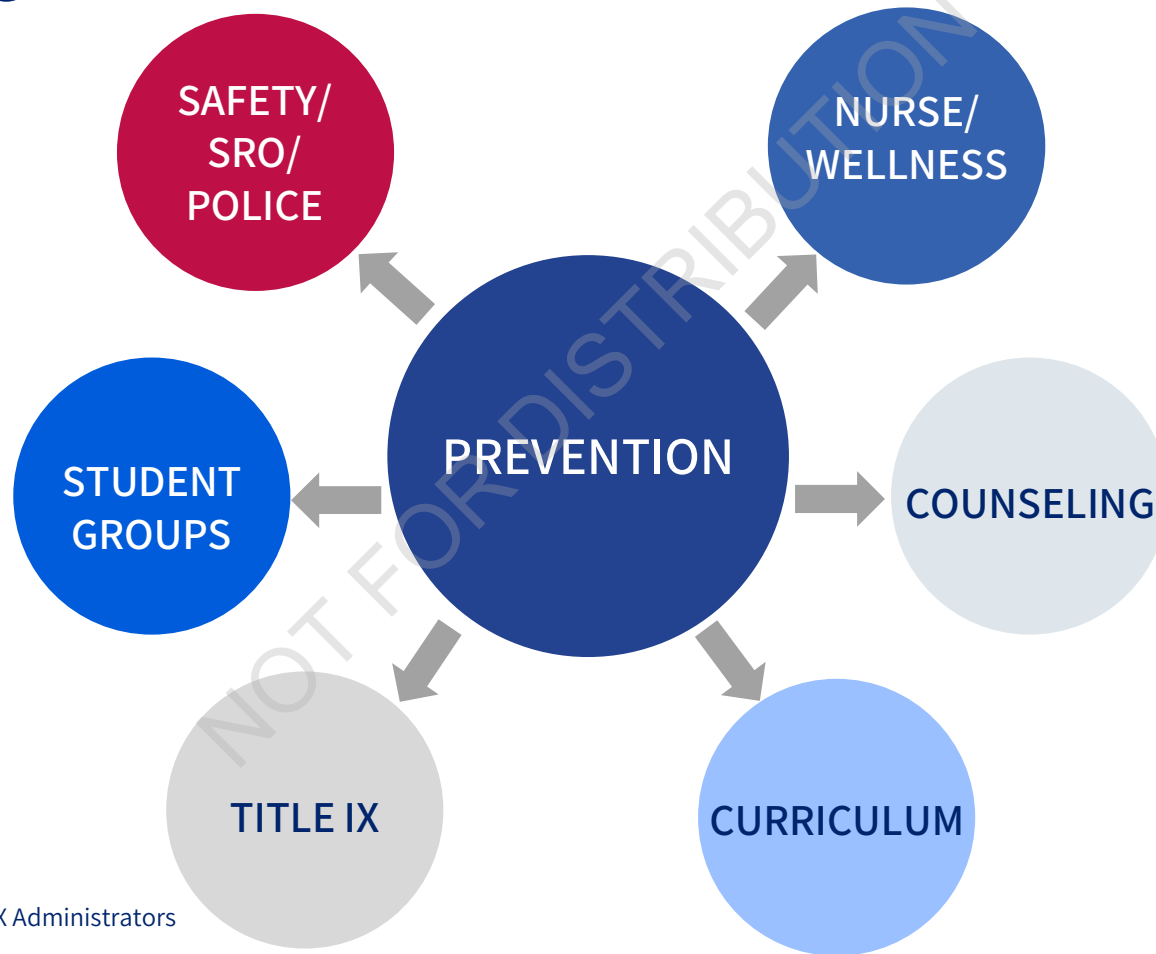 SAFETY/
SRO/
POLICE
NURSE/
WELLNESS
PREVENTION
STUDENT
GROUPS
COUNSELING
TITLE IX
CURRICULUM
X Administrators
NOT FOR DISTRIBUTION